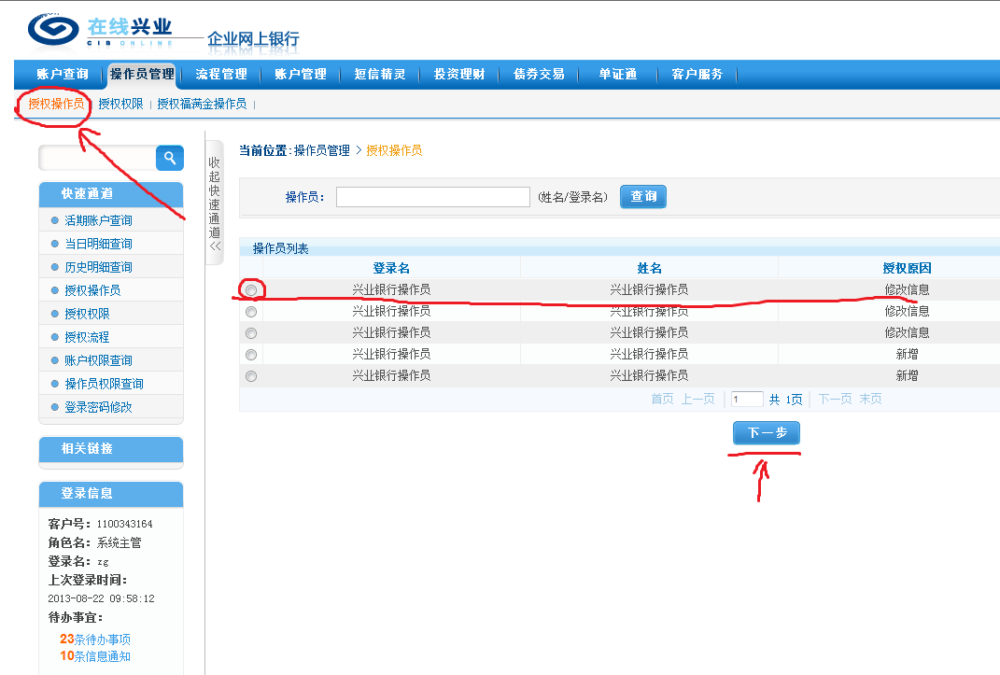 在线兴业
CIB ONLINE
企业网上银行
账户查询 操作员管理 流程管理 账户管理 短信精灵 投资理财 债券交易 单证通 客户服务
授权操作员 | 授权权限 | 授权福满金操作员 |
收起快速通道<<
当前位置:操作员管理 > 授权操作员
操作员: (姓名/登录名) 查询
快速通道
活期账户查询
当日明细查询
历史明细查询
授权操作员
授权权限
授权流程
账户权限查询
操作员权限查询
登录密码修改
相关链接
登录信息
客户号: 1100343164
角色名: 系统主管
登录名: zg
上次登录时间:
2013-08-22 09:58:12
待办事宜:
23条待办事项
10条信息通知
操作员列表
登录名 姓名 授权原因
兴业银行操作员 兴业银行操作员 修改信息
兴业银行操作员 兴业银行操作员 修改信息
兴业银行操作员 兴业银行操作员 修改信息
兴业银行操作员 兴业银行操作员 新增
兴业银行操作员 兴业银行操作员 新增
首页 上一页 | 1 共 1页 | 下一页 末页
下一步